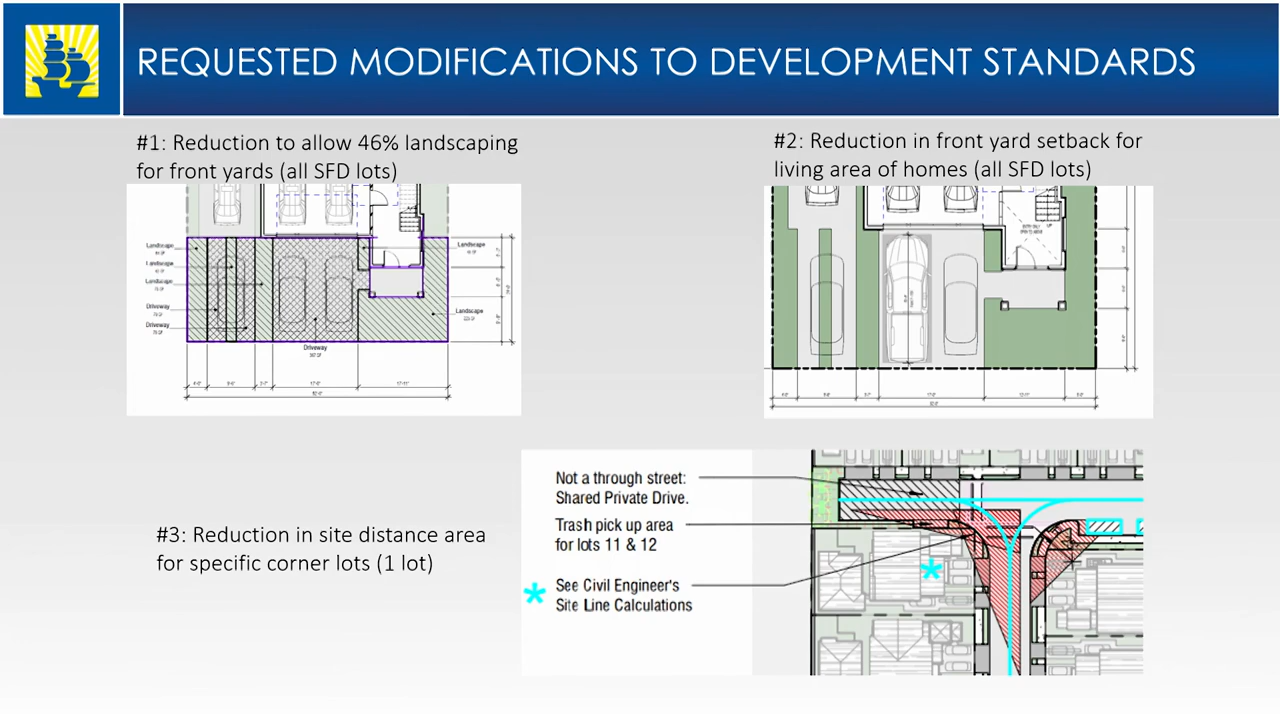 REQUESTED MODIFICATIONS TO DEVELOPMENT STANDARDS
#1: Reduction to allow 46% landscaping
for front yards (all SFD lots)
Landscape
Landscape
Landscape
Driveway
Driveway
Driveway
Landscape
Landscape
#2: Reduction in front yard setback for
living area of homes (all SFD lots)
#3: Reduction in site distance area
for specific corner lots (1 lot)
Not a through street:
Shared Private Drive.
Trash pick up area
for lots 11 & 12
* See Civil Engineer's
Site Line Calculations
*